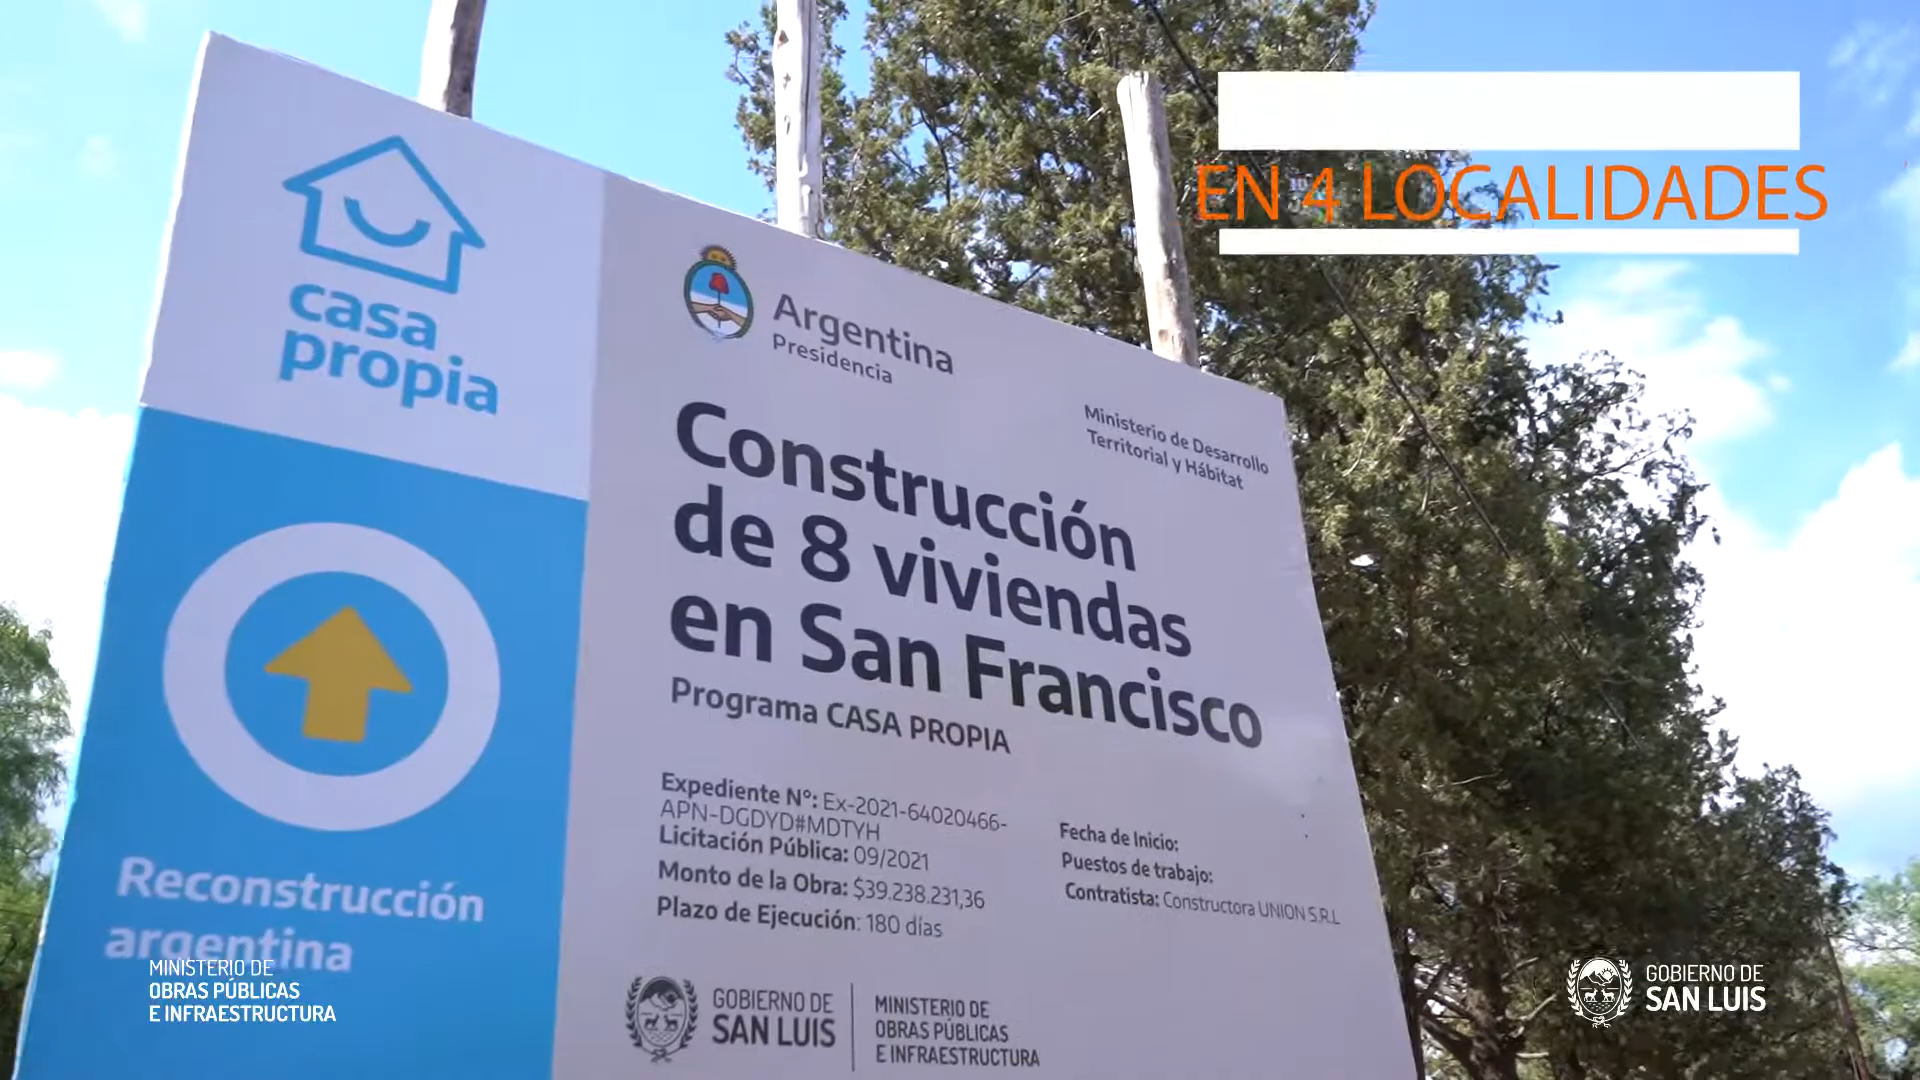 EN 4 LOCALIDADES
casa
propia
Argentina
Presidencia
Ministerio de Desarrollo
Territorial y Hábitat
Construcción
de 8 viviendas
en San Francisco
Programa CASA PROPIA
Expediente N°: Ex-2021-64020466-
APN-DGDYD#MDTYH
Licitación Pública: 09/2021
Monto de la Obra: $39.238.231,36
Plazo de Ejecución: 180 días
Fecha de Inicio:
Puestos de trabajo:
Contratista: Constructora UNION S.R.L
Reconstrucción
argentina
GOBIERNO DE
SAN LUIS
MINISTERIO DE
OBRAS PÚBLICAS
E INFRAESTRUCTURA
MINISTERIO DE
OBRAS PÚBLICAS
E INFRAESTRUCTURA
GOBIERNO DE
SAN LUIS